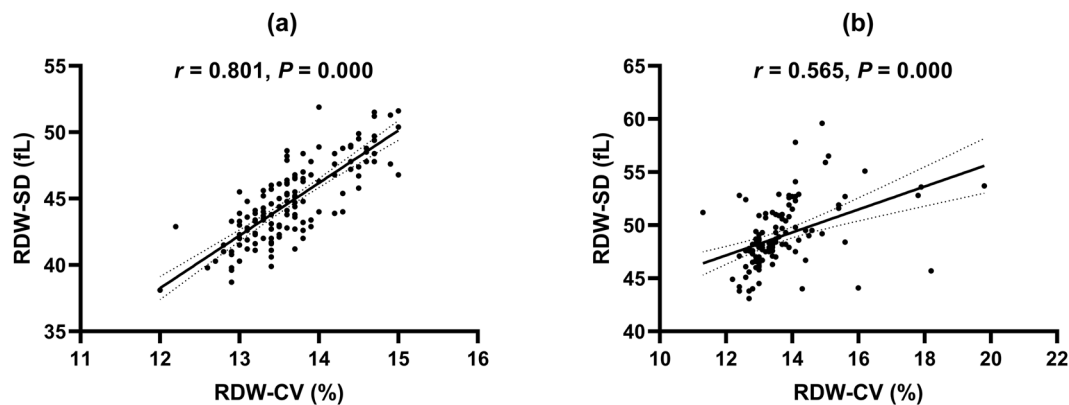 (a)
r = 0.801, P = 0.000
RDW-SD (fL)
55
50
45
40
35
11 12 13 14 15 16
RDW-CV (%)
(b)
r = 0.565, P = 0.000
RDW-SD (fL)
65
60
55
50
45
40
10 12 14 16 18 20 22
RDW-CV (%)